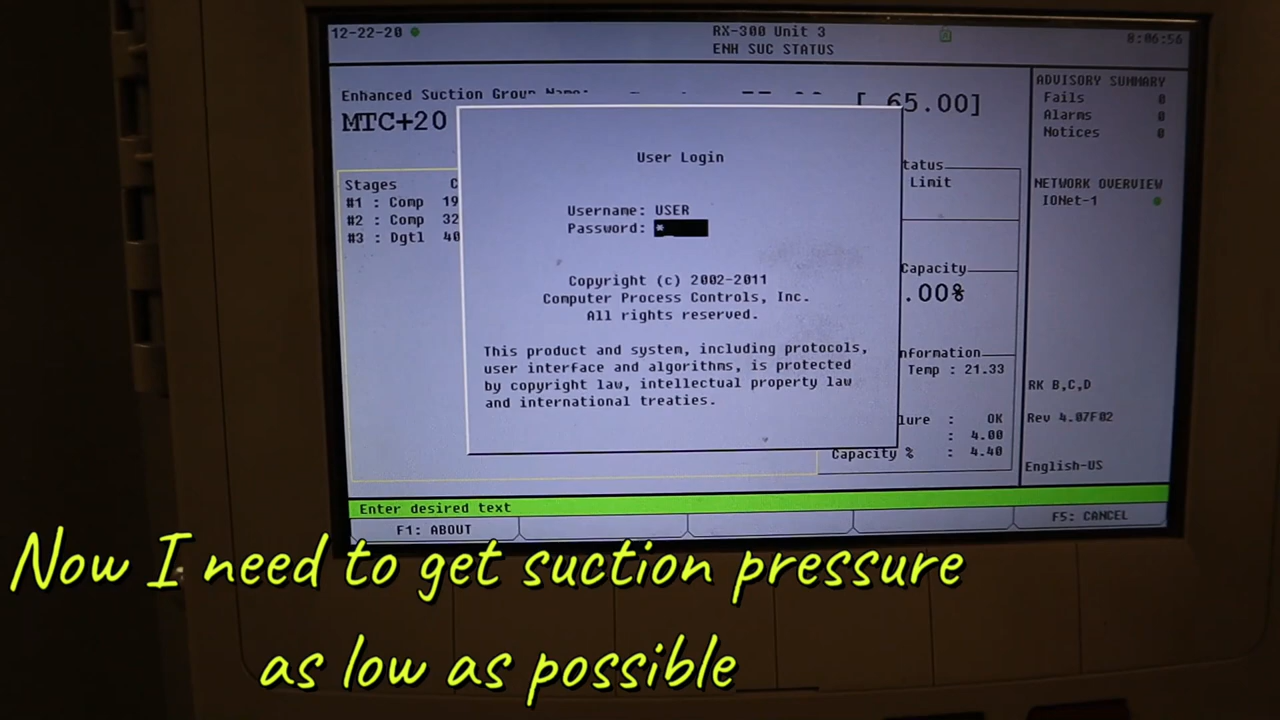 12-22-20
RX-300 Unit 3
ENH SUC STATUS
8:06:56
Enhanced Suction Group Name:
[ 65.00]
MTC+20
ADVISORY SUMMARY
Fails 0
Alarms 0
Notices 0
NETWORK OVERVIEW
IONet-1
RK B,C,D
Rev 4.07F02
English-US
Stages C
#1 : Comp 19
#2 : Comp 32
#3 : Dgtl 40
User Login
Username: USER
Password: *
Copyright (c) 2002-2011
Computer Process Controls, Inc.
All rights reserved.
This product and system, including protocols,
user interface and algorithms, is protected
by copyright law, intellectual property law
and international treaties.
tatus
Limit
Capacity
.00%
nformation
Temp : 21.33
lure : OK
: 4.00
Capacity % : 4.40
Enter desired text
F1: ABOUT
F5: CANCEL
Now I need to get suction pressure
as low as possible